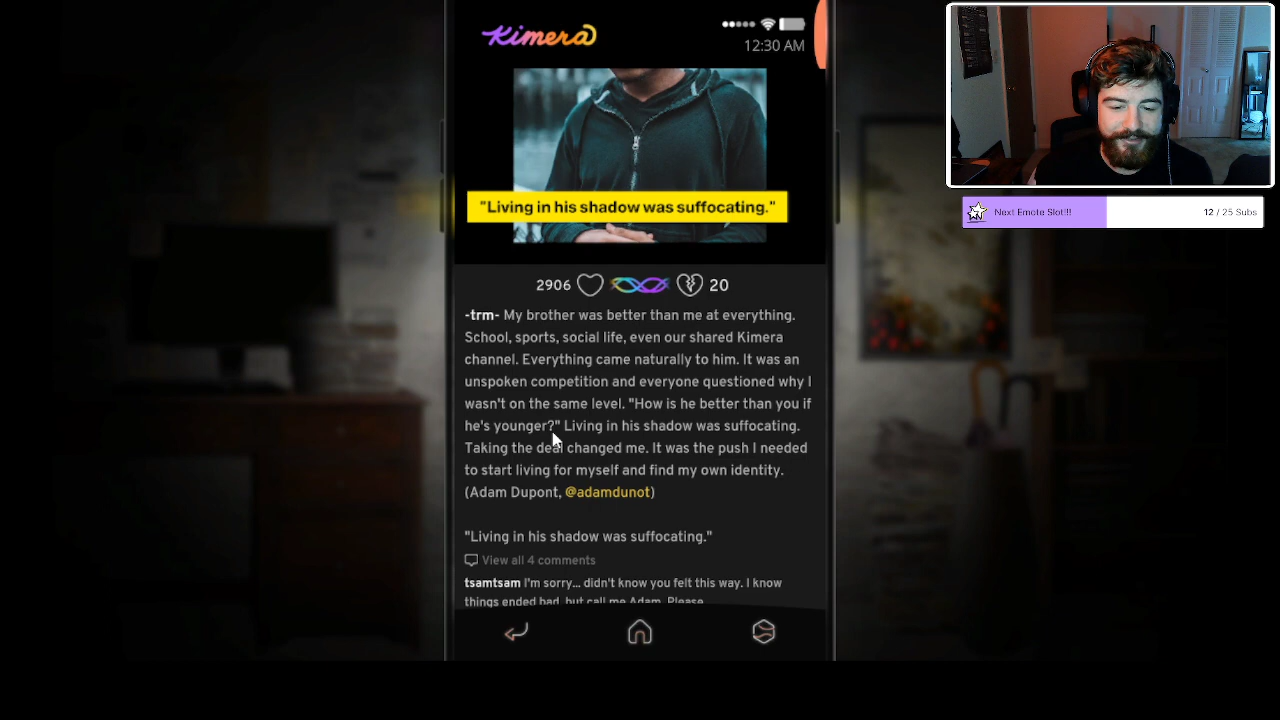 Kimera
12:30 AM
"Living in his shadow was suffocating."
2906
20
-trm- My brother was better than me at everything.
School, sports, social life, even our shared Kimera
channel. Everything came naturally to him. It was an
unspoken competition and everyone questioned why I
wasn't on the same level. "How is he better than you if
he's younger?" Living in his shadow was suffocating.
Taking the deal changed me. It was the push I needed
to start living for myself and find my own identity.
(Adam Dupont, @adamdunot)
"Living in his shadow was suffocating."
View all 4 comments
tsamtsam I'm sorry... didn't know you felt this way. I know
things ended bad, but call me Adam. Please
Next Emote Slot!!!
12 / 25 Subs